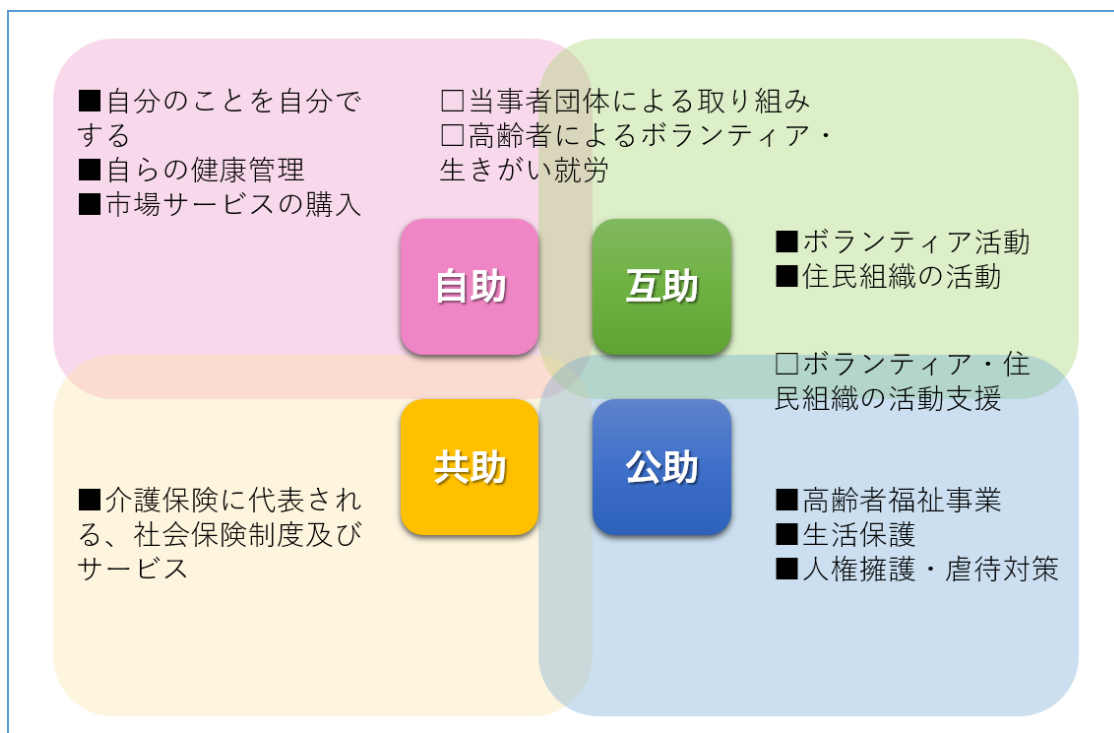 ■自分のことを自分で
する
■自らの健康管理
■市場サービスの購入
□当事者団体による取り組み
□高齢者によるボランティア・
生きがい就労
自助
互助
■ボランティア活動
■住民組織の活動
□ボランティア・住
民組織の活動支援
共助
公助
■介護保険に代表され
る、社会保険制度及び
サービス
■高齢者福祉事業
■生活保護
■人権擁護・虐待対策